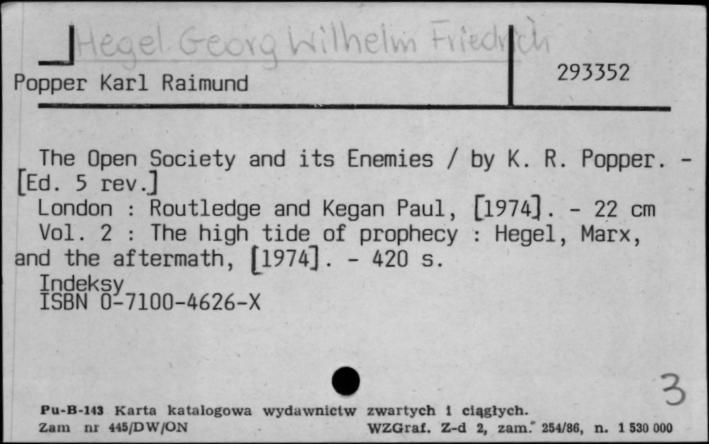 Hegel Georg Wilhelm Friedrich
293352
Popper Karl Raimund
The Open Society and its Enemies / by K. R. Popper. -
[Ed. 5 rev.]
London : Routledge and Kegan Paul, [1974]. - 22 cm
Vol. 2 : The high tide of prophecy : Hegel, Marx,
and the aftermath, [1974]. - 420 s.
Indeksy
ISBN 0-7100-4626-X
3
Pu-B-143 Karta katalogowa wydawnictw zwartych i ciągłych.
Zam nr 445/DW/ON WZGraf. Z-d 2, zam. 254/86, n. 1 530 000